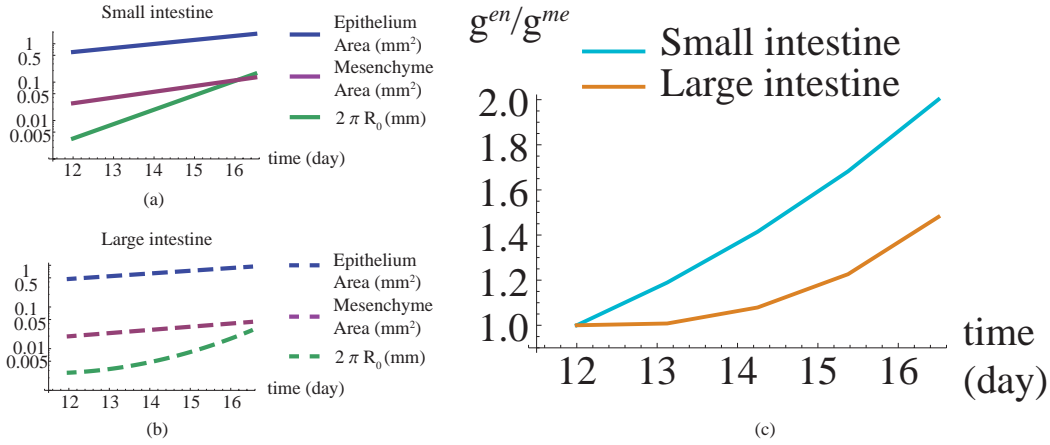 Small intestine
1
0.5
0.1
0.05
0.01
0.005
12 13 14 15 16
time (day)
Epithelium
Area (mm²)
Mesenchyme
Area (mm²)
2 π R₀ (mm)
(a)
Large intestine
1
0.5
0.1
0.05
0.01
0.005
12 13 14 15 16
time (day)
Epithelium
Area (mm²)
Mesenchyme
Area (mm²)
2 π R₀ (mm)
(b)
gᵉⁿ/gᵐᵉ
Small intestine
Large intestine
2.0
1.8
1.6
1.4
1.2
1.0
12 13 14 15 16
time
(day)
(c)